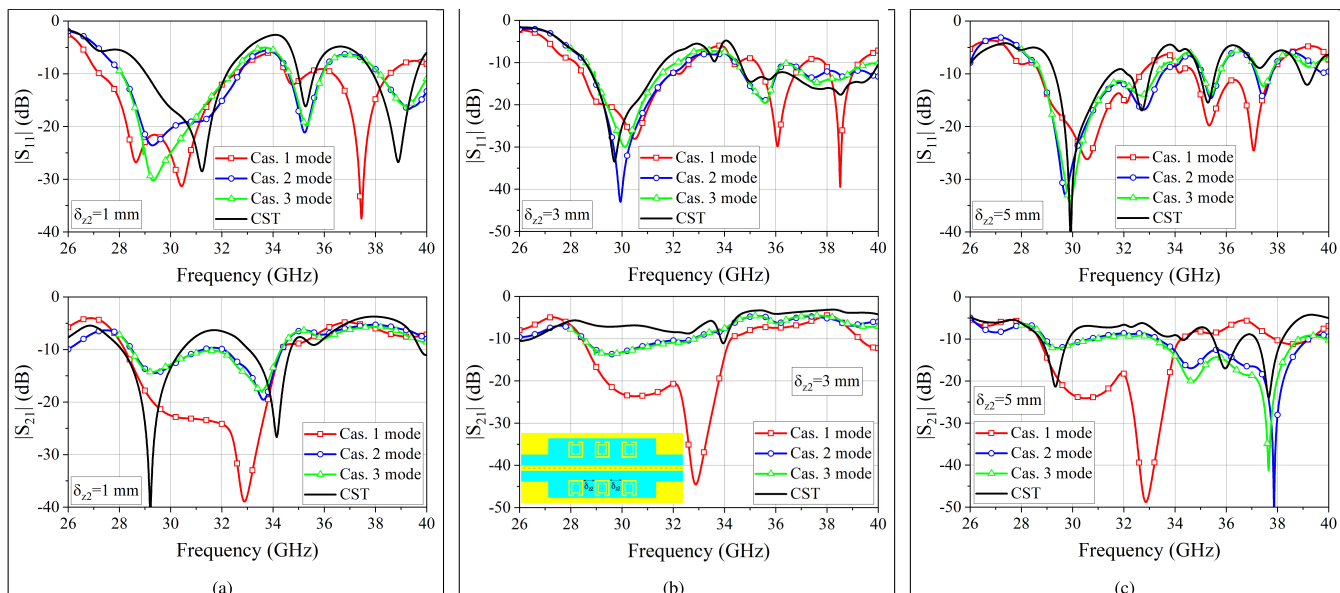 0
-10
-20
-30
-40
|S11| (dB)
Cas. 1 mode
Cas. 2 mode
Cas. 3 mode
CST
δz2=1 mm
26 28 30 32 34 36 38 40
Frequency (GHz)
0
-10
-20
-30
-40
|S21| (dB)
Cas. 1 mode
Cas. 2 mode
Cas. 3 mode
CST
δz2=1 mm
26 28 30 32 34 36 38 40
Frequency (GHz)
(a)
0
-10
-20
-30
-40
-50
|S11| (dB)
Cas. 1 mode
Cas. 2 mode
Cas. 3 mode
CST
δz2=3 mm
26 28 30 32 34 36 38 40
Frequency (GHz)
0
-10
-20
-30
-40
-50
|S21| (dB)
δz2=3 mm
Cas. 1 mode
Cas. 2 mode
Cas. 3 mode
CST
δz2 δz2
26 28 30 32 34 36 38 40
Frequency (GHz)
(b)
0
-10
-20
-30
-40
|S11| (dB)
Cas. 1 mode
Cas. 2 mode
Cas. 3 mode
CST
δz2=5 mm
26 28 30 32 34 36 38 40
Frequency (GHz)
0
-10
-20
-30
-40
-50
|S21| (dB)
δz2=5 mm
Cas. 1 mode
Cas. 2 mode
Cas. 3 mode
CST
26 28 30 32 34 36 38 40
Frequency (GHz)
(c)